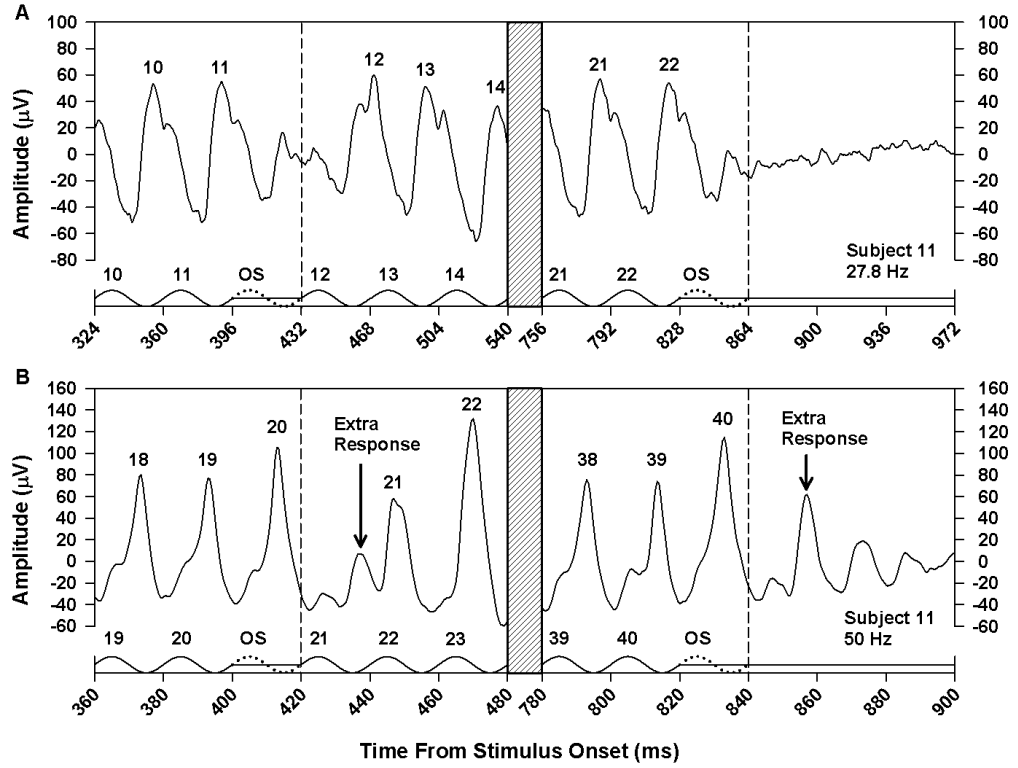 A
Amplitude (µV)
100 100
80 80
60 60
40 40
20 20
0 0
-20 -20
-40 -40
-60 -60
-80 -80
10 11 12 13 14 21 22
Subject 11
27.8 Hz
10 11 OS 12 13 14 21 22 OS
324 360 396 432 468 504 540 756 792 828 864 900 936 972
B
Amplitude (µV)
160 160
140 140
120 120
100 100
80 80
60 60
40 40
20 20
0 0
-20 -20
-40 -40
-60 -60
18 19 20 21 22 38 39 40
Extra
Response
Extra
Response
Subject 11
50 Hz
19 20 OS 21 22 23 39 40 OS
360 380 400 420 440 460 480 780 800 820 840 860 880 900
Time From Stimulus Onset (ms)